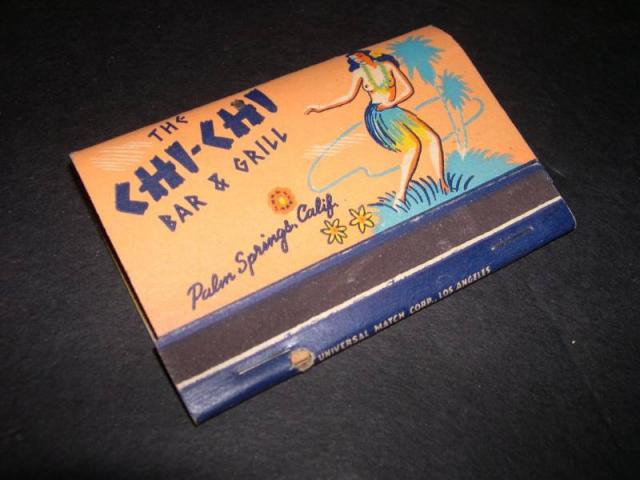 THE
CHI-CHI
BAR & GRILL
Palm Springs, Calif.
UNIVERSAL MATCH CORP., LOS ANGELES